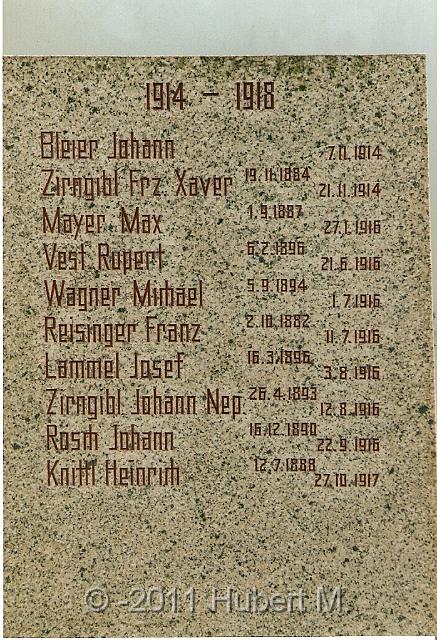 1914 - 1918
Bleier Johann 7.11.1914
Zirngibl Frz. Xaver 19.11.1884 21.11.1914
Mayer Max 1.9.1887 27.1.1916
Vest Rupert 6.2.1896 21.6.1916
Wagner Michael 5.9.1894 1.7.1916
Reisinger Franz 2.10.1882 11.7.1916
Lammel Josef 16.3.1896 3.8.1916
Zirngibl Johann Nep. 26.4.1893 12.8.1916
Rosch Johann 16.12.1890 22.9.1916
Knittl Heinrich 12.7.1888 27.10.1917
© -2011 Hubert M.